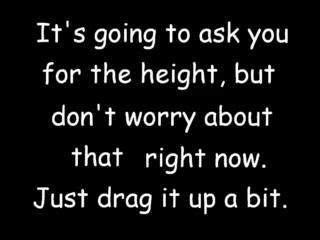 It's going to ask you
for the height, but
don't worry about
that right now.
Just drag it up a bit.